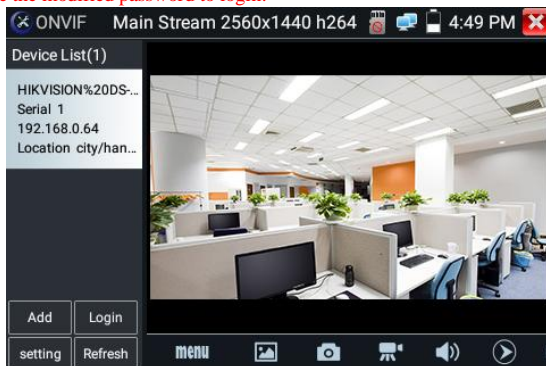 the modified password to login.
ONVIF Main Stream 2560x1440 h264 4:49 PM
Device List(1)
HIKVISION%20DS-...
Serial 1
192.168.0.64
Location city/han...
Add Login
setting Refresh
menu